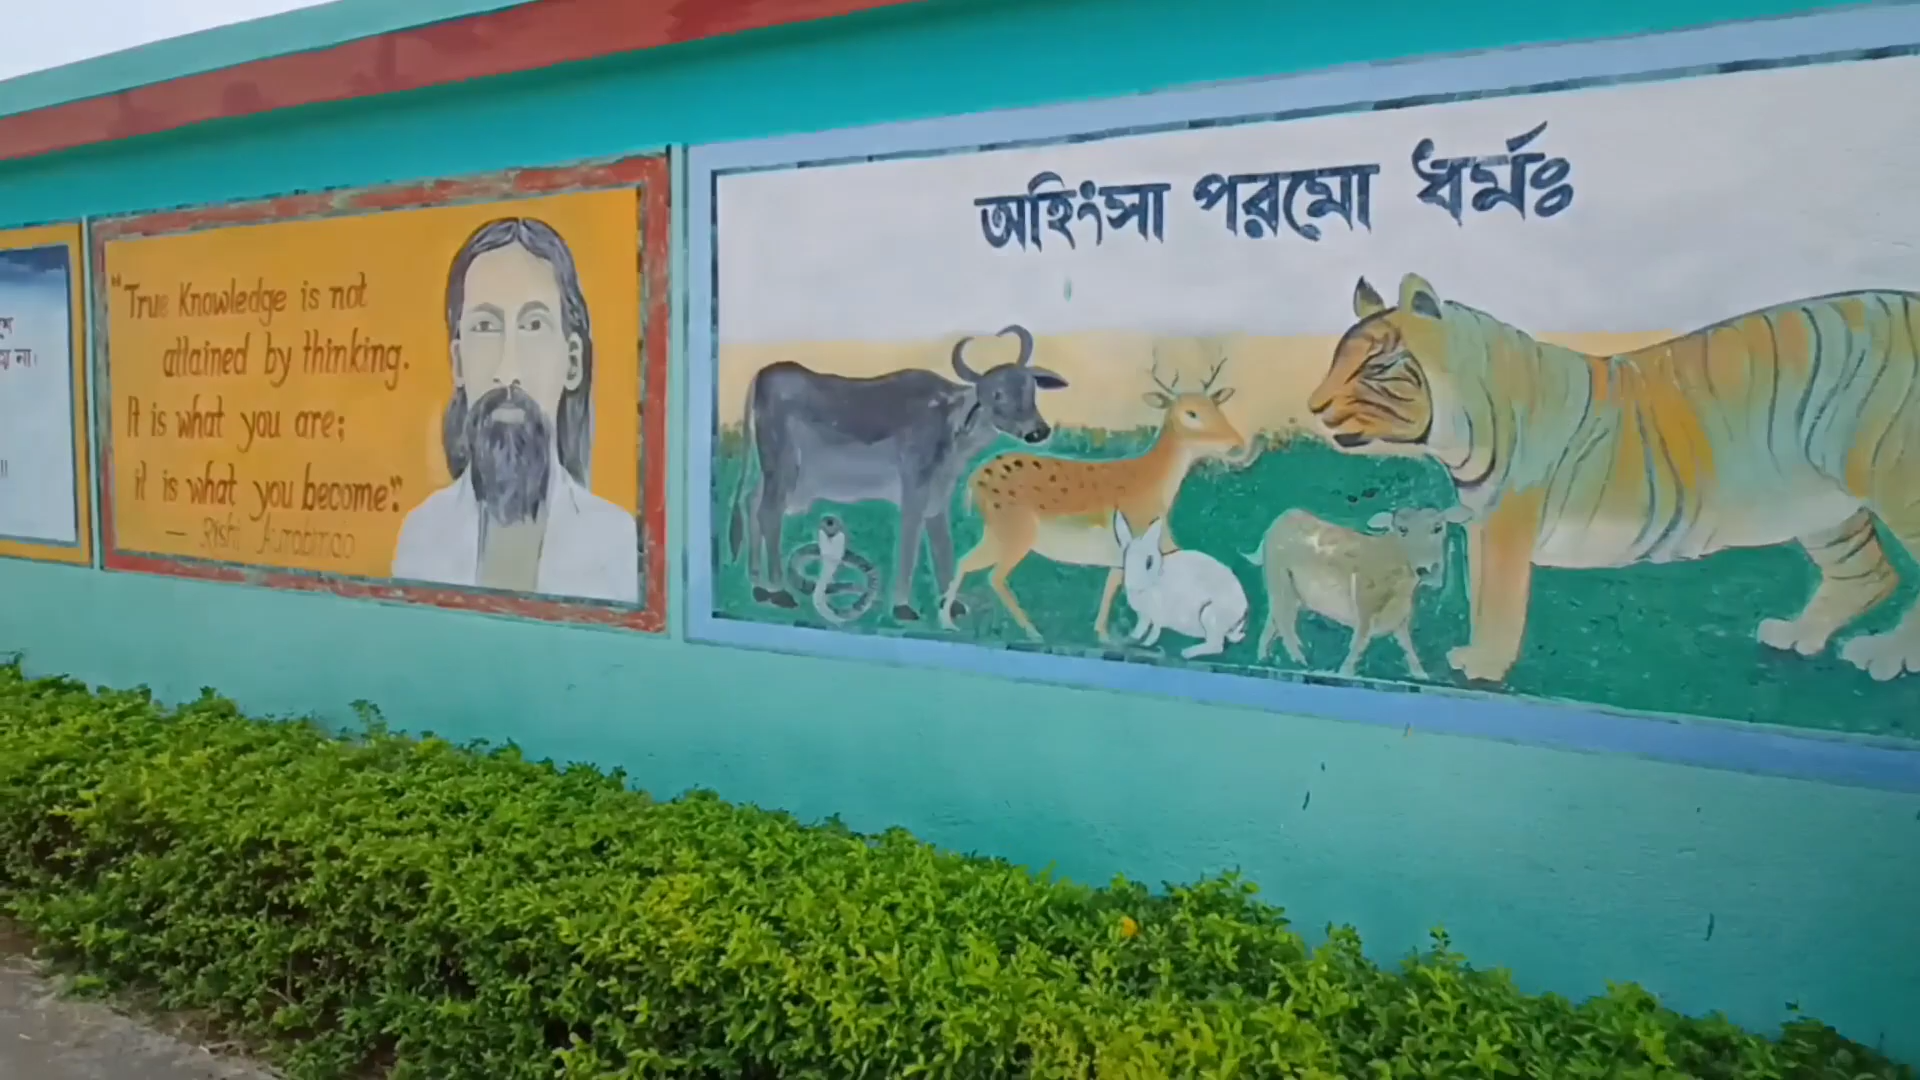 না।
"True Knowledge is not
attained by thinking.
It is what you are;
it is what you become".
— Rishi Aurobindo
অহিংসা পরমো ধর্মঃ